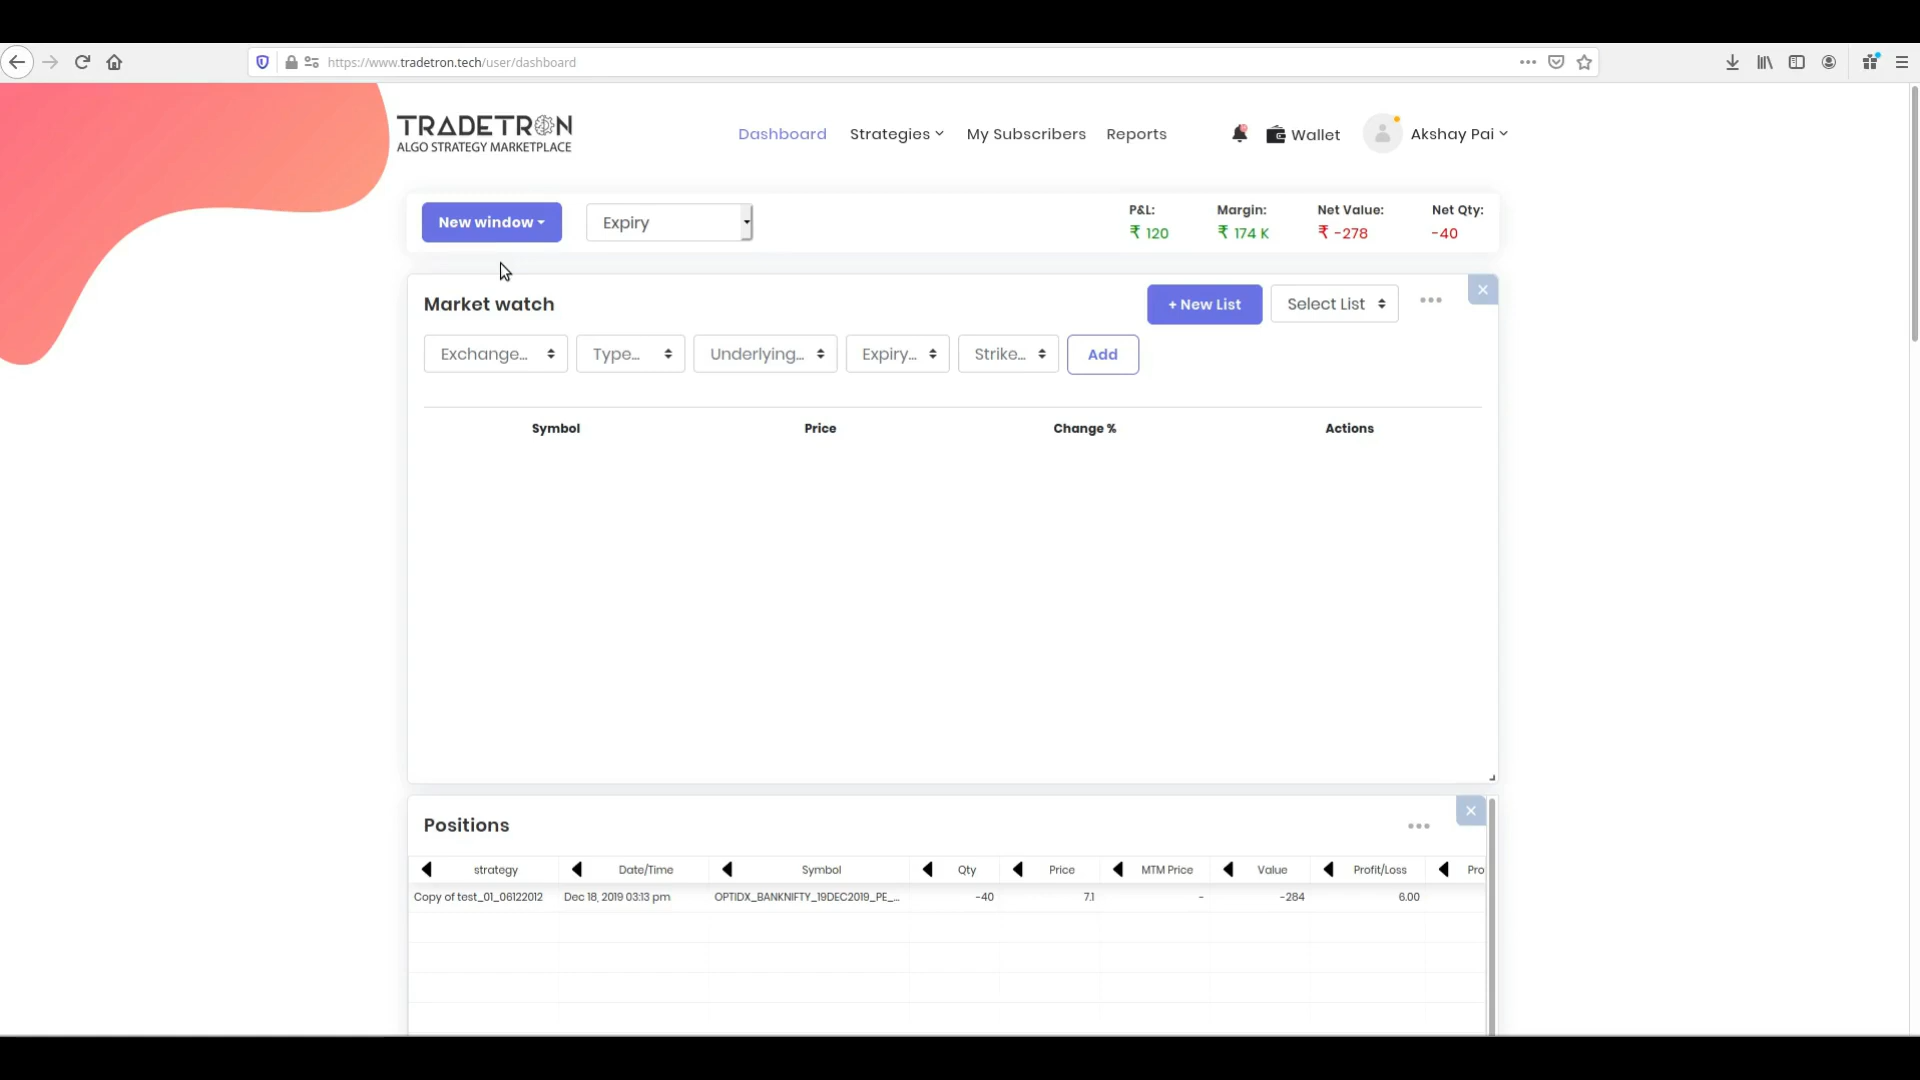 https://www.tradetron.tech/user/dashboard
TRADETRON
ALGO STRATEGY MARKETPLACE
Dashboard Strategies My Subscribers Reports Wallet Akshay Pai
New window Expiry
P&L: Margin: Net Value: Net Qty:
₹ 120 ₹ 174 K ₹ -278 -40
Market watch + New List Select List
Exchange... Type... Underlying... Expiry... Strike... Add
Symbol Price Change % Actions
Positions
strategy Date/Time Symbol Qty Price MTM Price Value Profit/Loss Pro
Copy of test_01_06122012 Dec 18, 2019 03:13 pm OPTIDX_BANKNIFTY_19DEC2019_PE_... -40 7.1 - -284 6.00